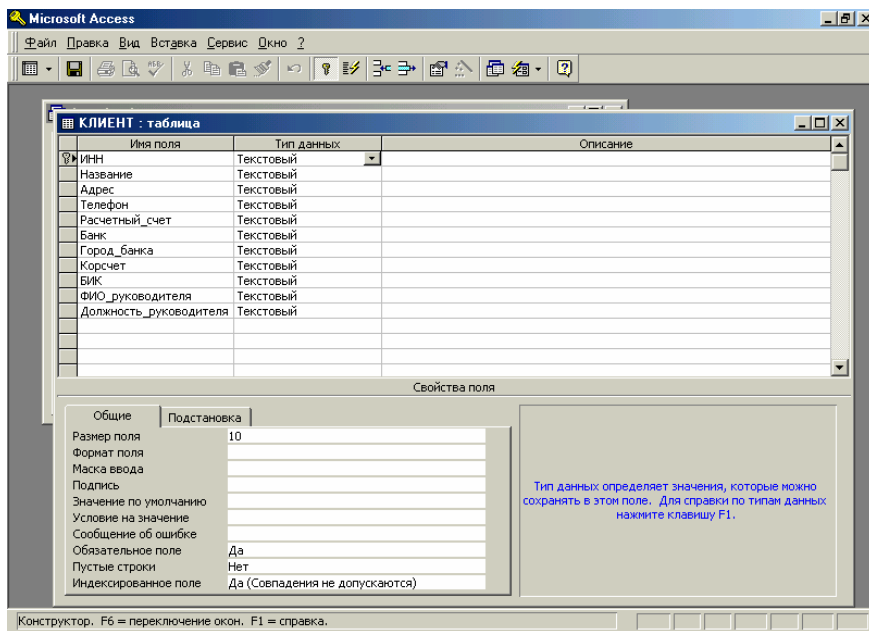 Microsoft Access
Файл Правка Вид Вставка Сервис Окно ?
КЛИЕНТ : таблица
Имя поля Тип данных Описание
ИНН Текстовый
Название Текстовый
Адрес Текстовый
Телефон Текстовый
Расчетный_счет Текстовый
Банк Текстовый
Город_банка Текстовый
Корсчет Текстовый
БИК Текстовый
ФИО_руководителя Текстовый
Должность_руководителя Текстовый
Свойства поля
Общие Подстановка
Размер поля 10
Формат поля
Маска ввода
Подпись
Значение по умолчанию
Условие на значение
Сообщение об ошибке
Обязательное поле Да
Пустые строки Нет
Индексированное поле Да (Совпадения не допускаются)
Тип данных определяет значения, которые можно
сохранять в этом поле. Для справки по типам данных
нажмите клавишу F1.
Конструктор. F6 = переключение окон. F1 = справка.